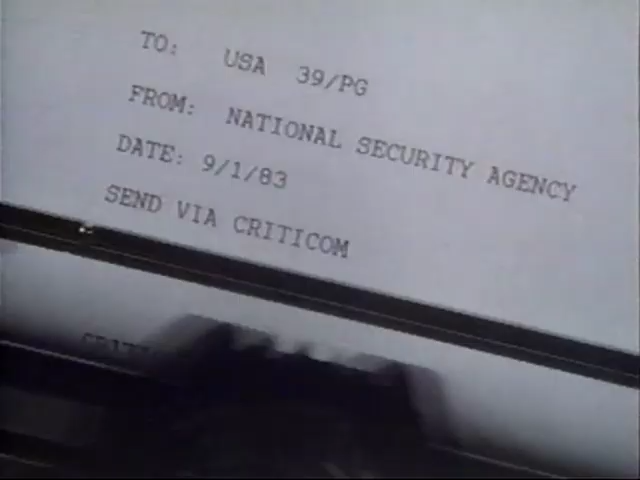 TO: USA 39/PG
FROM: NATIONAL SECURITY AGENCY
DATE: 9/1/83
SEND VIA CRITICOM